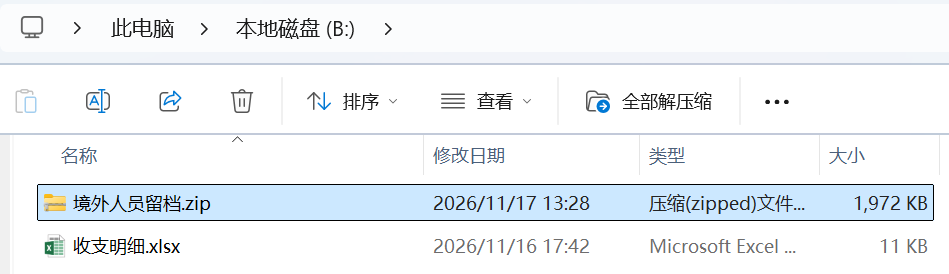 此电脑 本地磁盘 (B:)
排序 查看 全部解压缩
名称 修改日期 类型 大小
境外人员留档.zip 2026/11/17 13:28 压缩(zipped)文件... 1,972 KB
收支明细.xlsx 2026/11/16 17:42 Microsoft Excel ... 11 KB